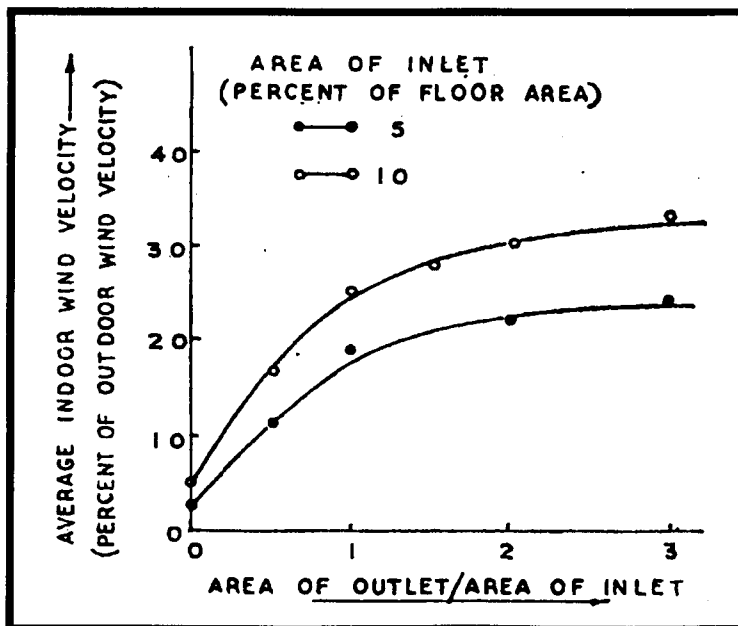 AREA OF INLET
(PERCENT OF FLOOR AREA)
5
10
AVERAGE INDOOR WIND VELOCITY
(PERCENT OF OUTDOOR WIND VELOCITY)
40
30
20
10
0
0 1 2 3
AREA OF OUTLET/AREA OF INLET